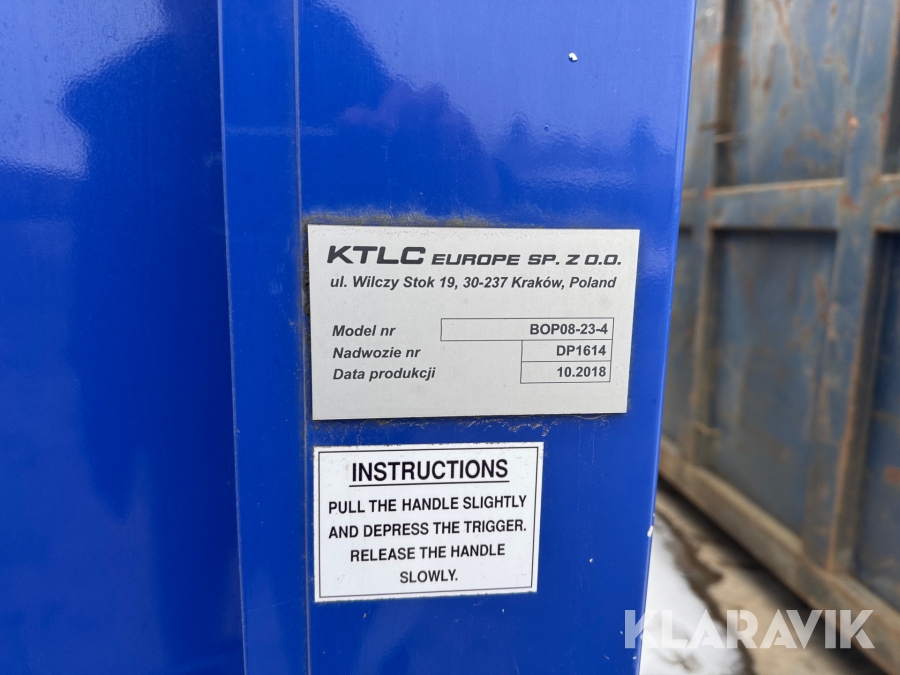 KTLC EUROPE SP. Z O.O.
ul. Wilczy Stok 19, 30-237 Kraków, Poland
Model nr BOP08-23-4
Nadwozie nr DP1614
Data produkcji 10.2018
INSTRUCTIONS
PULL THE HANDLE SLIGHTLY
AND DEPRESS THE TRIGGER.
RELEASE THE HANDLE
SLOWLY.
KLARAVIK